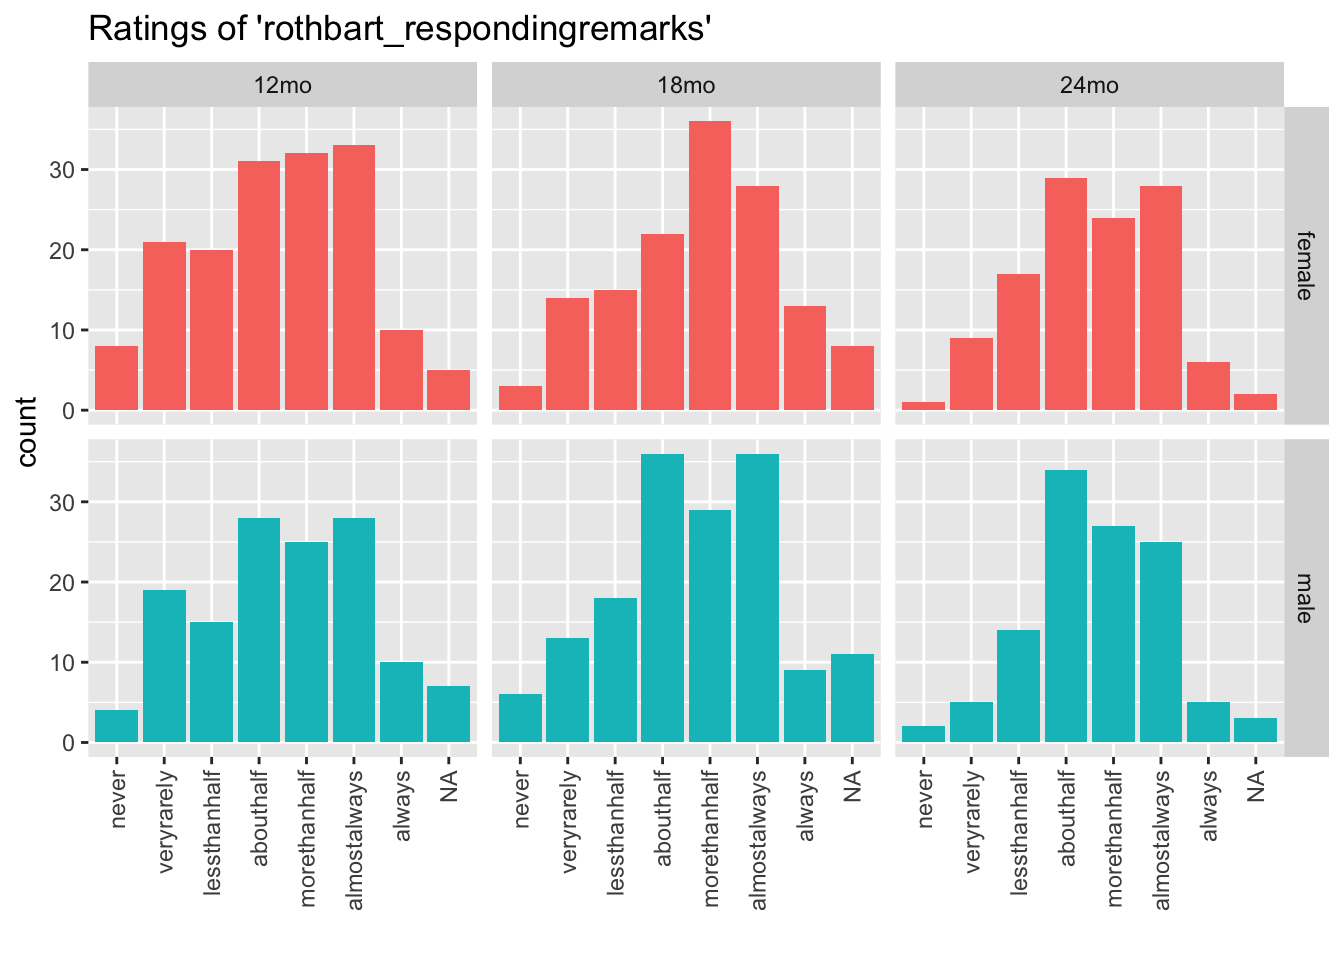 Ratings of 'rothbart_respondingremarks'
12mo 18mo 24mo
30
20
10
0
female
count
30
20
10
0
male
never veryrarely lessthanhalf abouthalf morethanhalf almostalways always NA never veryrarely lessthanhalf abouthalf morethanhalf almostalways always NA never veryrarely lessthanhalf abouthalf morethanhalf almostalways always NA